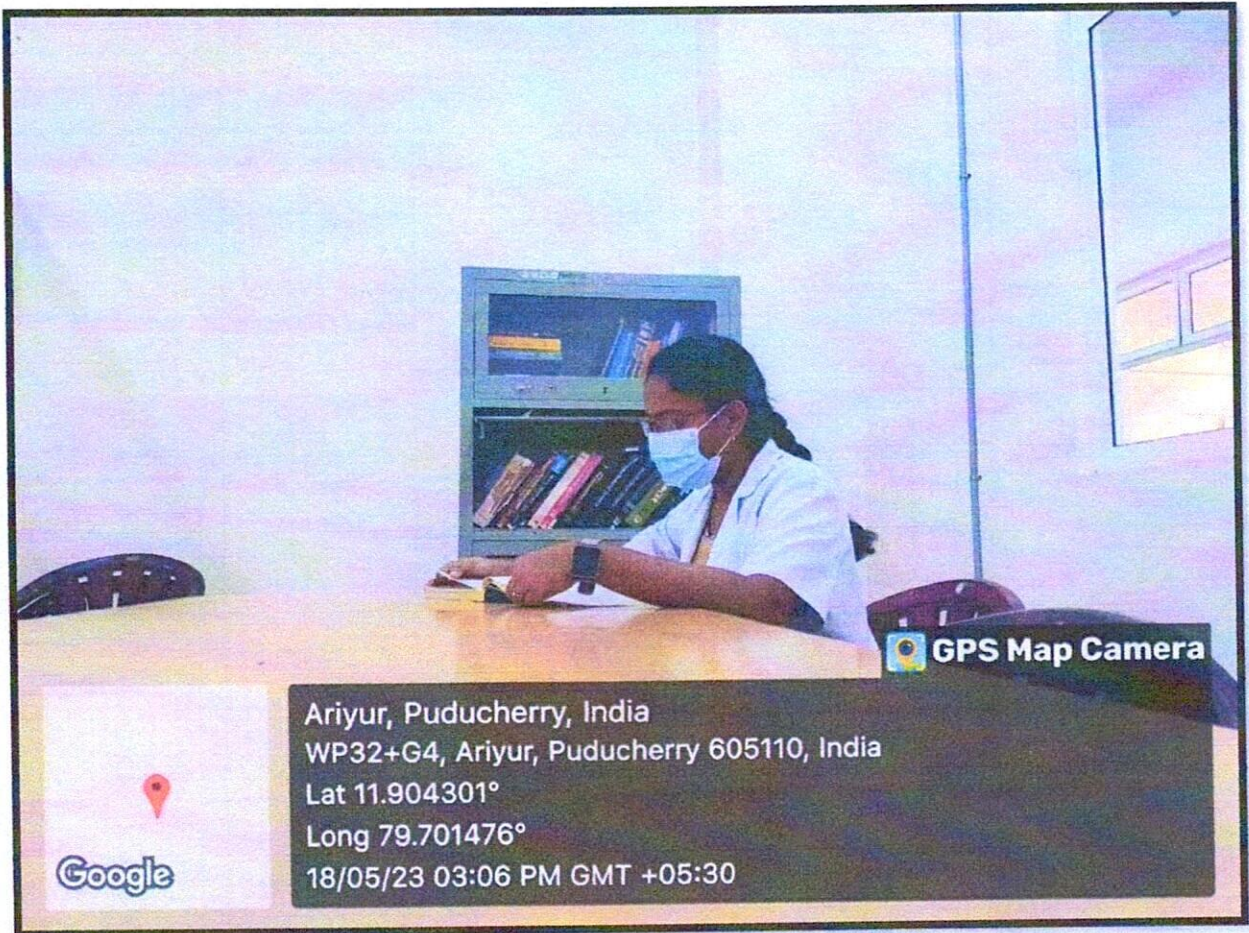 GPS Map Camera
Ariyur, Puducherry, India
WP32+G4, Ariyur, Puducherry 605110, India
Lat 11.904301°
Long 79.701476°
18/05/23 03:06 PM GMT +05:30
Google